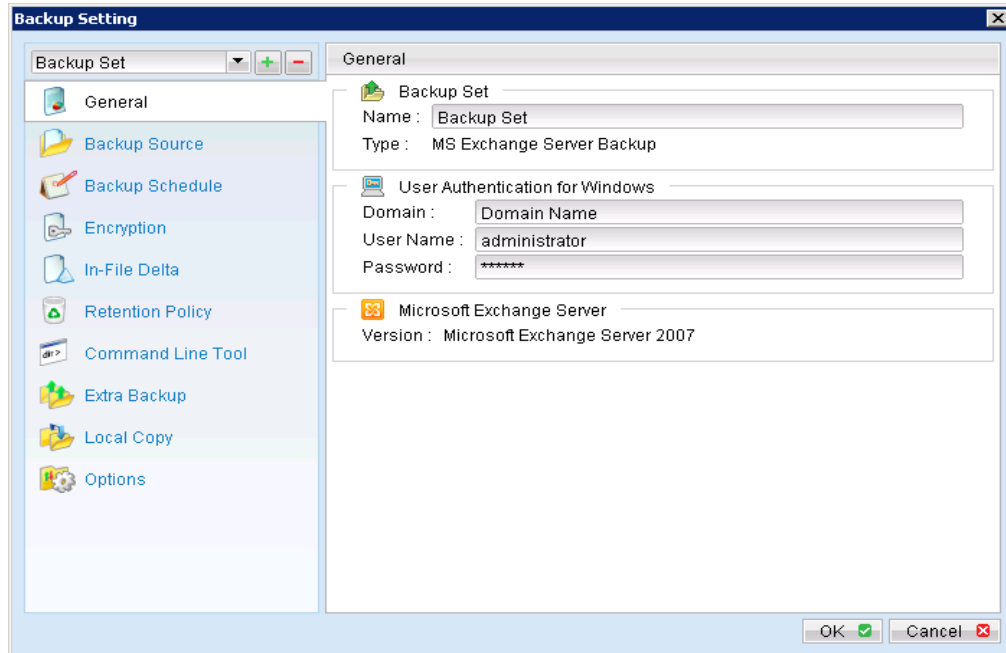 Backup Setting
Backup Set
General
Backup Source
Backup Schedule
Encryption
In-File Delta
Retention Policy
dir>
Command Line Tool
Extra Backup
Local Copy
Options
General
Backup Set
Name : Backup Set
Type : MS Exchange Server Backup
User Authentication for Windows
Domain : Domain Name
User Name : administrator
Password : ******
Microsoft Exchange Server
Version : Microsoft Exchange Server 2007
OK
Cancel